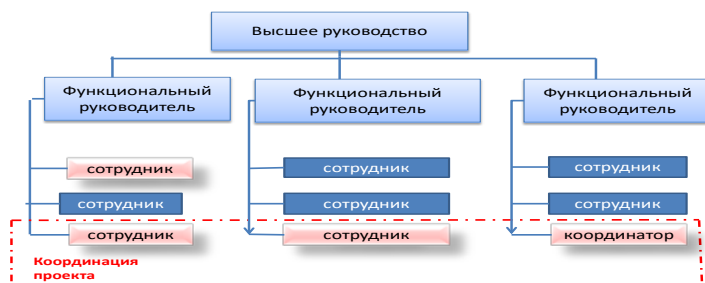 Высшее руководство
Функциональный
руководитель
Функциональный
руководитель
Функциональный
руководитель
сотрудник
сотрудник
сотрудник
сотрудник
сотрудник
сотрудник
сотрудник
сотрудник
координатор
Координация
проекта